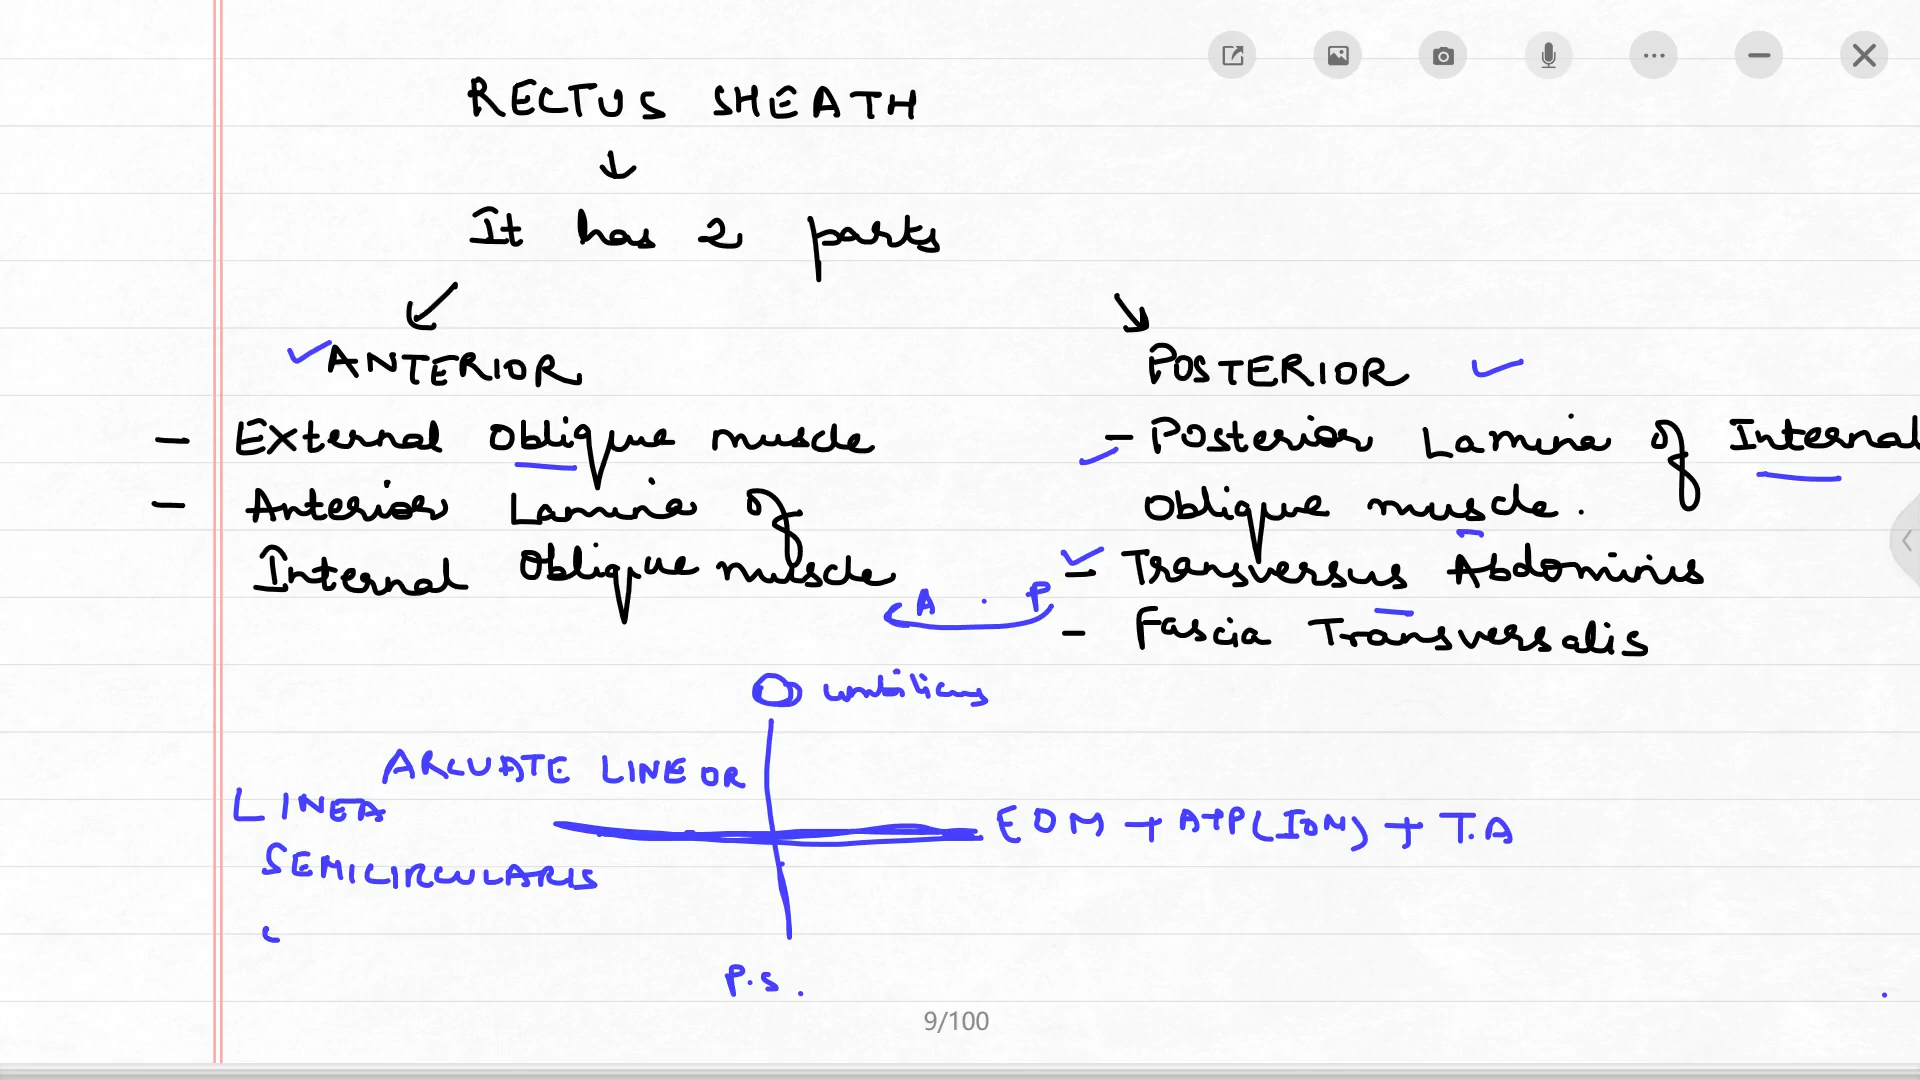 RECTUS SHEATH
↓
It has 2 parts
ANTERIOR
- External Oblique muscle
- Anterior Lamina of
Internal Oblique muscle
POSTERIOR
- Posterior Lamina of Internal
Oblique muscle.
- Transversus Abdominis
- Fascia Transversalis
A . P
umbilicus
ARCUATE LINE OR
LINEA
SEMICIRCULARIS
EOM + A+P(IOM) + T.A
P.S.
9/100